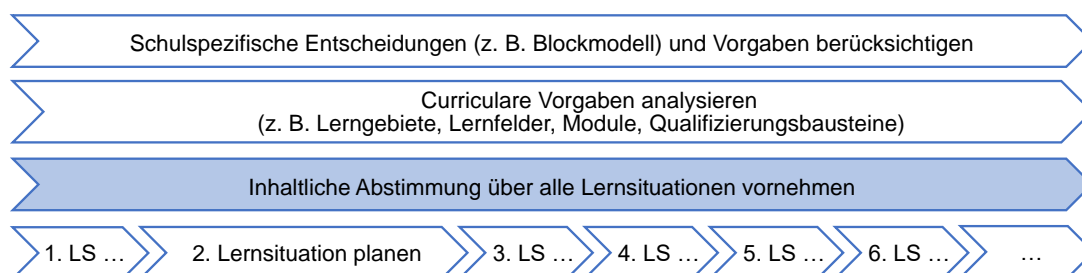 Schulspezifische Entscheidungen (z. B. Blockmodell) und Vorgaben berücksichtigen
Curriculare Vorgaben analysieren
(z. B. Lerngebiete, Lernfelder, Module, Qualifizierungsbausteine)
Inhaltliche Abstimmung über alle Lernsituationen vornehmen
1. LS … 2. Lernsituation planen 3. LS … 4. LS … 5. LS … 6. LS … …